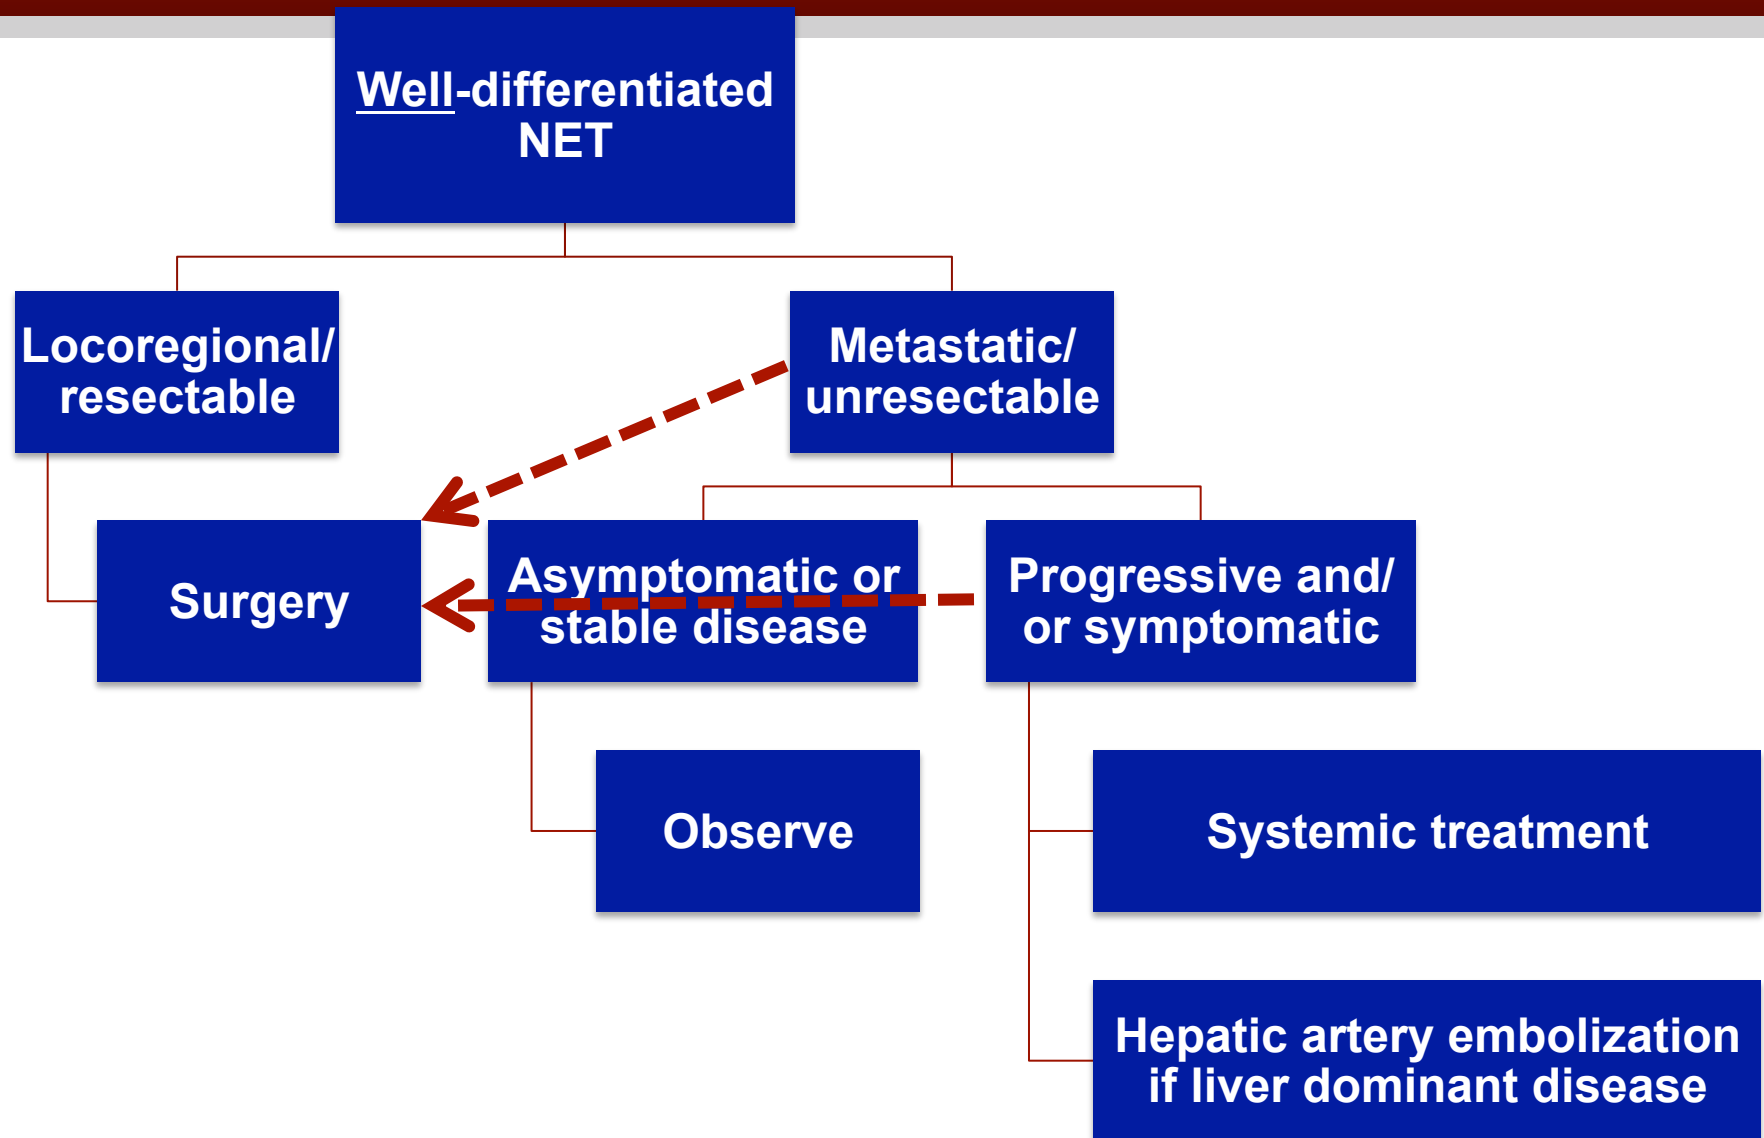 Well-differentiated
NET
Locoregional/
resectable
Metastatic/
unresectable
Surgery
Asymptomatic or
stable disease
Progressive and/
or symptomatic
Observe
Systemic treatment
Hepatic artery embolization
if liver dominant disease